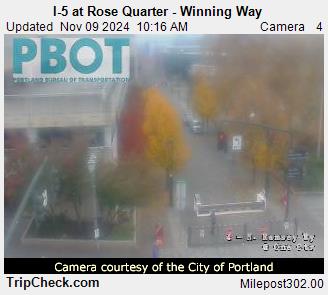 I-5 at Rose Quarter - Winning Way
Updated Nov 09 2024 10:16 AM Camera 4
PBOT
PORTLAND BUREAU OF TRANSPORTATION
Camera courtesy of the City of Portland
TripCheck.com Milepost302.00